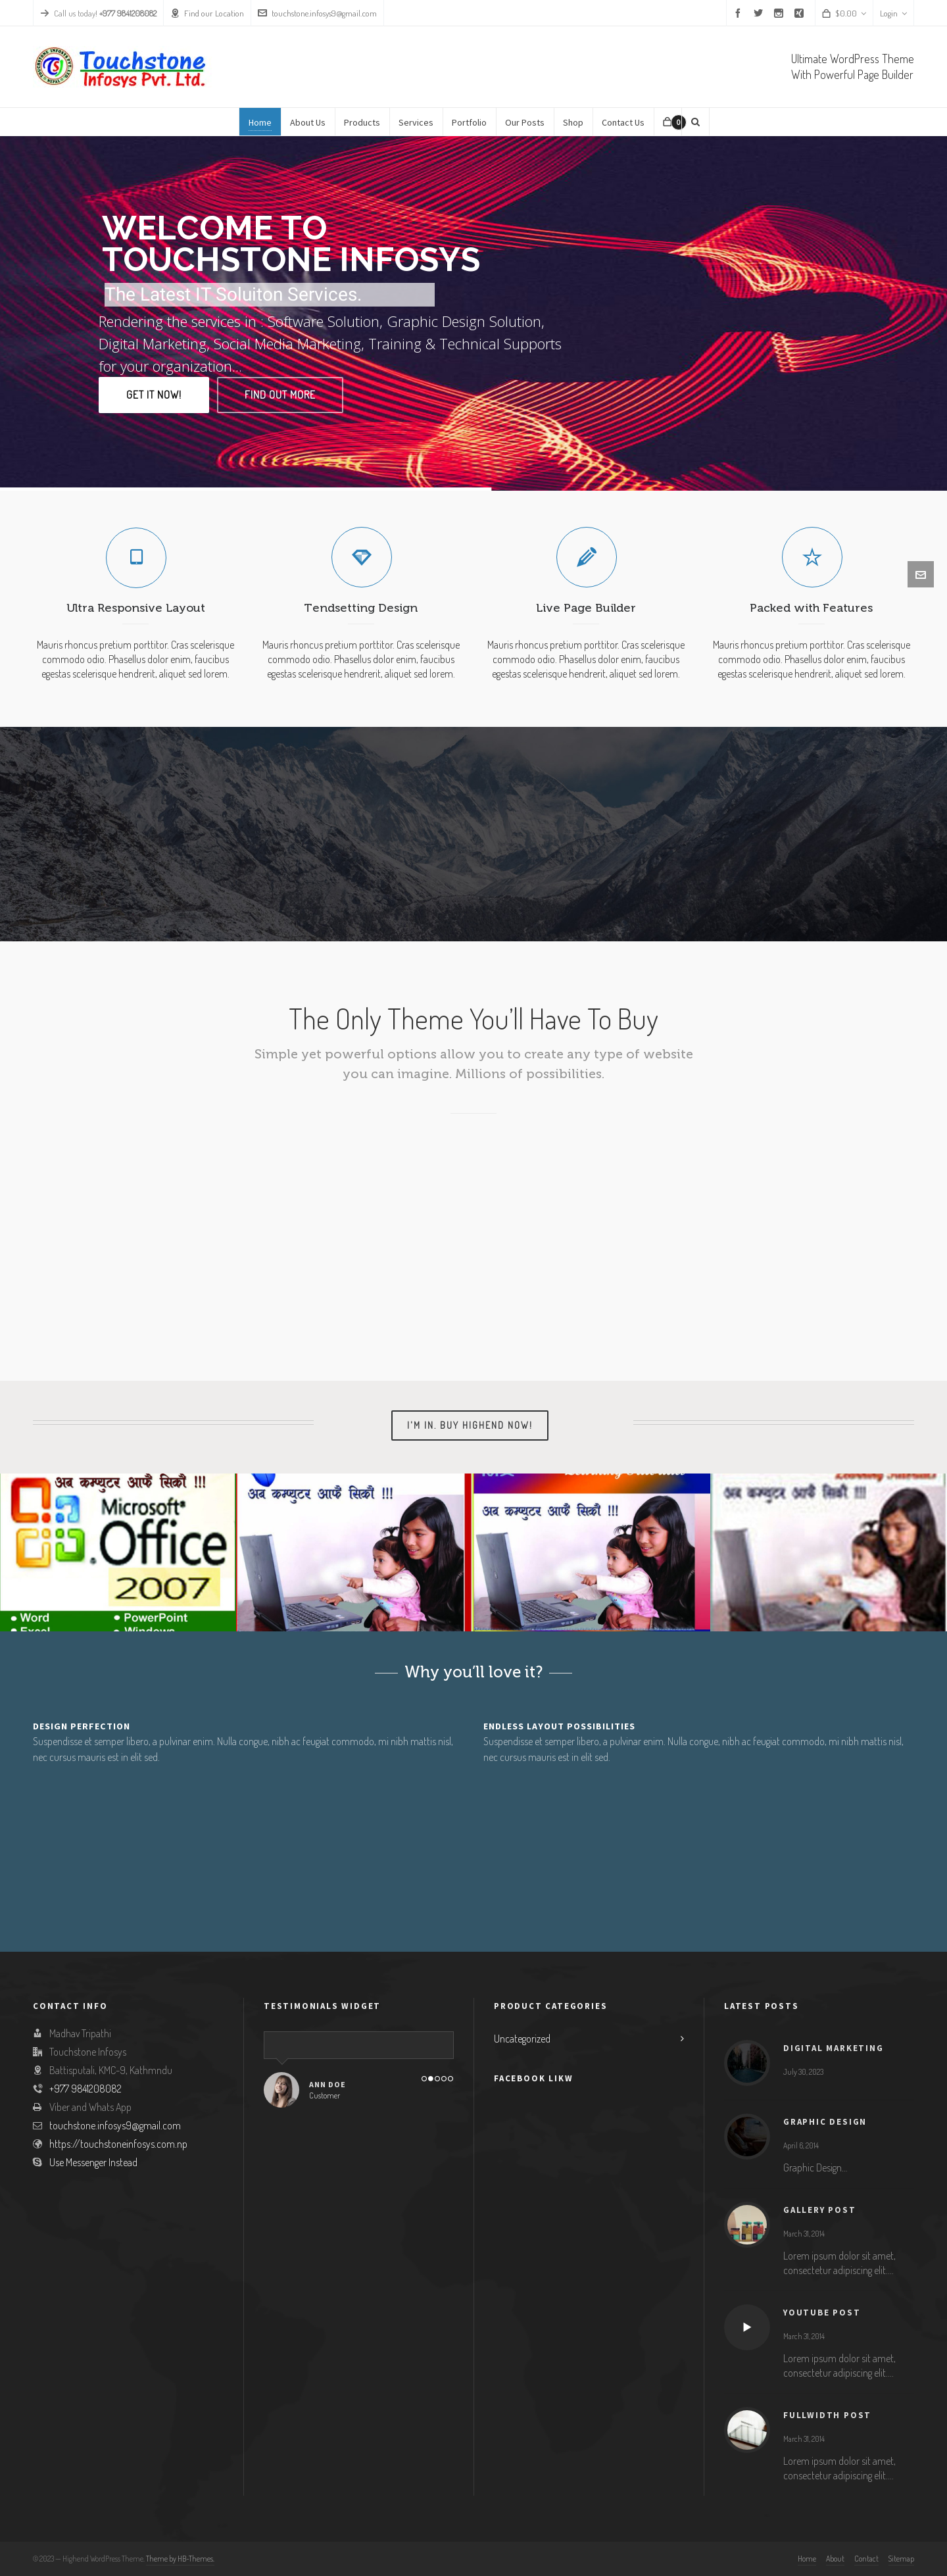 Call us today! +977 9841208082 Find our Location touchstone.infosys9@gmail.com $0.00 Login
Touchstone
Infosys Pvt. Ltd.
Ultimate WordPress Theme
With Powerful Page Builder
Home About Us Products Services Portfolio Our Posts Shop Contact Us 0
WELCOME TO
TOUCHSTONE INFOSYS
The Latest IT Soluiton Services.
Rendering the services in : Software Solution, Graphic Design Solution,
Digital Marketing, Social Media Marketing, Training & Technical Supports
for your organization...
GET IT NOW! FIND OUT MORE
Ultra Responsive Layout
Mauris rhoncus pretium porttitor. Cras scelerisque
commodo odio. Phasellus dolor enim, faucibus
egestas scelerisque hendrerit, aliquet sed lorem.
Tendsetting Design
Mauris rhoncus pretium porttitor. Cras scelerisque
commodo odio. Phasellus dolor enim, faucibus
egestas scelerisque hendrerit, aliquet sed lorem.
Live Page Builder
Mauris rhoncus pretium porttitor. Cras scelerisque
commodo odio. Phasellus dolor enim, faucibus
egestas scelerisque hendrerit, aliquet sed lorem.
Packed with Features
Mauris rhoncus pretium porttitor. Cras scelerisque
commodo odio. Phasellus dolor enim, faucibus
egestas scelerisque hendrerit, aliquet sed lorem.
The Only Theme You'll Have To Buy
Simple yet powerful options allow you to create any type of website
you can imagine. Millions of possibilities.
I'M IN. BUY HIGHEND NOW!
अब कम्प्युटर आफै सिकौ !!!
Microsoft®
Office
2007
Word
PowerPoint
Excel
Windows
अब कम्प्युटर आफै सिकौ !!!
अब कम्प्युटर आफै सिकौ !!!
अब कम्प्युटर आफै सिकौ !!!
Why you'll love it?
DESIGN PERFECTION
Suspendisse et semper libero, a pulvinar enim. Nulla congue, nibh ac feugiat commodo, mi nibh mattis nisl,
nec cursus mauris est in elit sed.
ENDLESS LAYOUT POSSIBILITIES
Suspendisse et semper libero, a pulvinar enim. Nulla congue, nibh ac feugiat commodo, mi nibh mattis nisl,
nec cursus mauris est in elit sed.
CONTACT INFO
Madhav Tripathi
Touchstone Infosys
Battisputali, KMC-9, Kathmndu
+977 9841208082
Viber and Whats App
touchstone.infosys9@gmail.com
https://touchstoneinfosys.com.np
Use Messenger Instead
TESTIMONIALS WIDGET
ANN DOE
Customer
PRODUCT CATEGORIES
Uncategorized
FACEBOOK LIKW
LATEST POSTS
DIGITAL MARKETING
July 30, 2023
GRAPHIC DESIGN
April 6, 2014
Graphic Design...
GALLERY POST
March 31, 2014
Lorem ipsum dolor sit amet,
consectetur adipiscing elit....
YOUTUBE POST
March 31, 2014
Lorem ipsum dolor sit amet,
consectetur adipiscing elit....
FULLWIDTH POST
March 31, 2014
Lorem ipsum dolor sit amet,
consectetur adipiscing elit....
© 2023 — Highend WordPress Theme. Theme by HB-Themes.
Home About Contact Sitemap